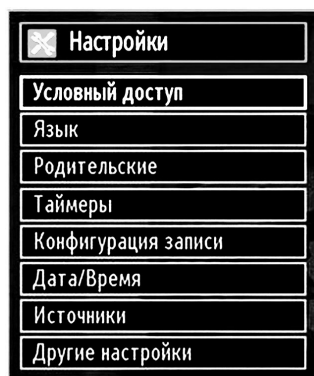 Настройки
Условный доступ
Язык
Родительские
Таймеры
Конфигурация записи
Дата/Время
Источники
Другие настройки